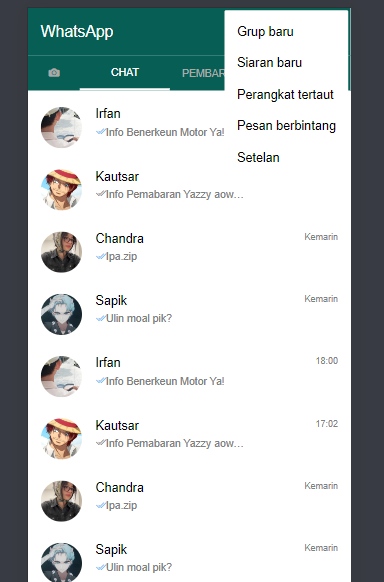 WhatsApp
Grup baru
Siaran baru
Perangkat tertaut
Pesan berbintang
Setelan
CHAT
PEMBAR
Irfan
Info Benerkeun Motor Ya!
Kautsar
Info Pemabaran Yazzy aow...
Chandra
Kemarin
Ipa.zip
Sapik
Kemarin
Ulin moal pik?
Irfan
18:00
Info Benerkeun Motor Ya!
Kautsar
17:02
Info Pemabaran Yazzy aow...
Chandra
Kemarin
Ipa.zip
Sapik
Kemarin
Ulin moal pik?